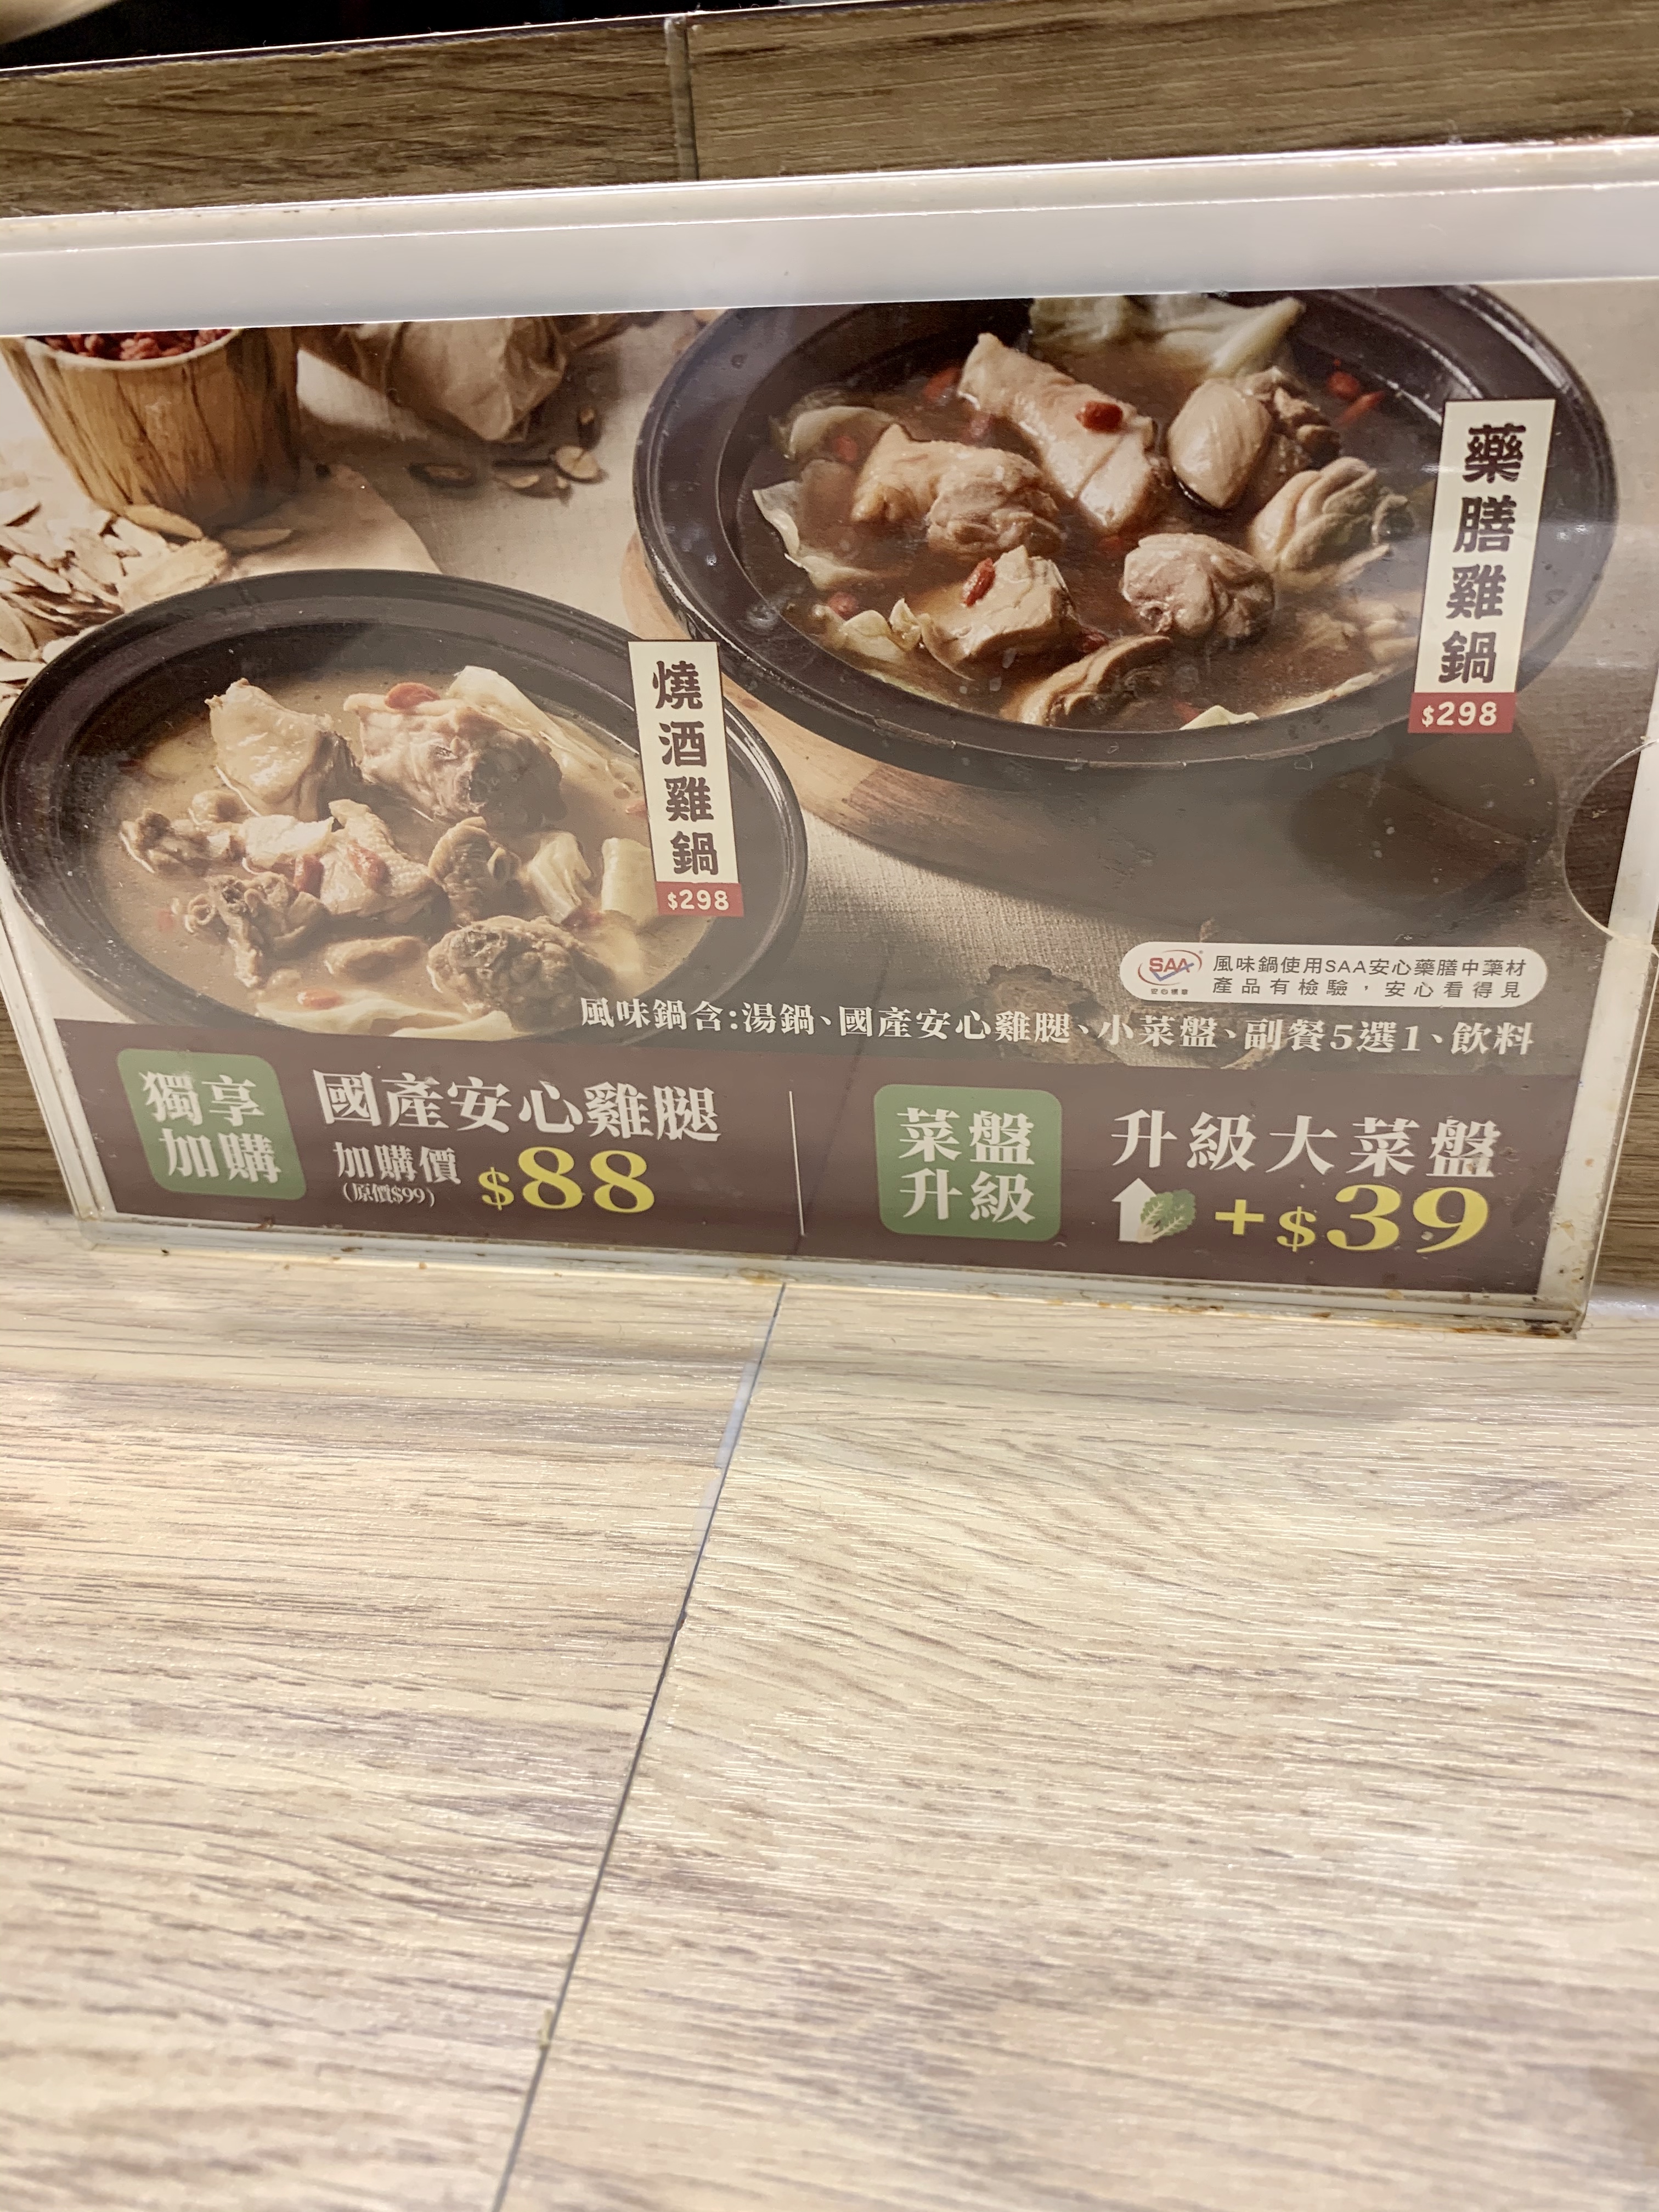 藥膳雞鍋
$298
燒酒雞鍋
$298
SAA
安心標章
風味鍋使用SAA安心藥膳中藥材
產品有檢驗,安心看得見
風味鍋含:湯鍋、國產安心雞腿、小菜盤、副餐5選1、飲料
獨享
加購
國產安心雞腿
加購價
(原價$99)
$88
菜盤
升級
升級大菜盤
+$39